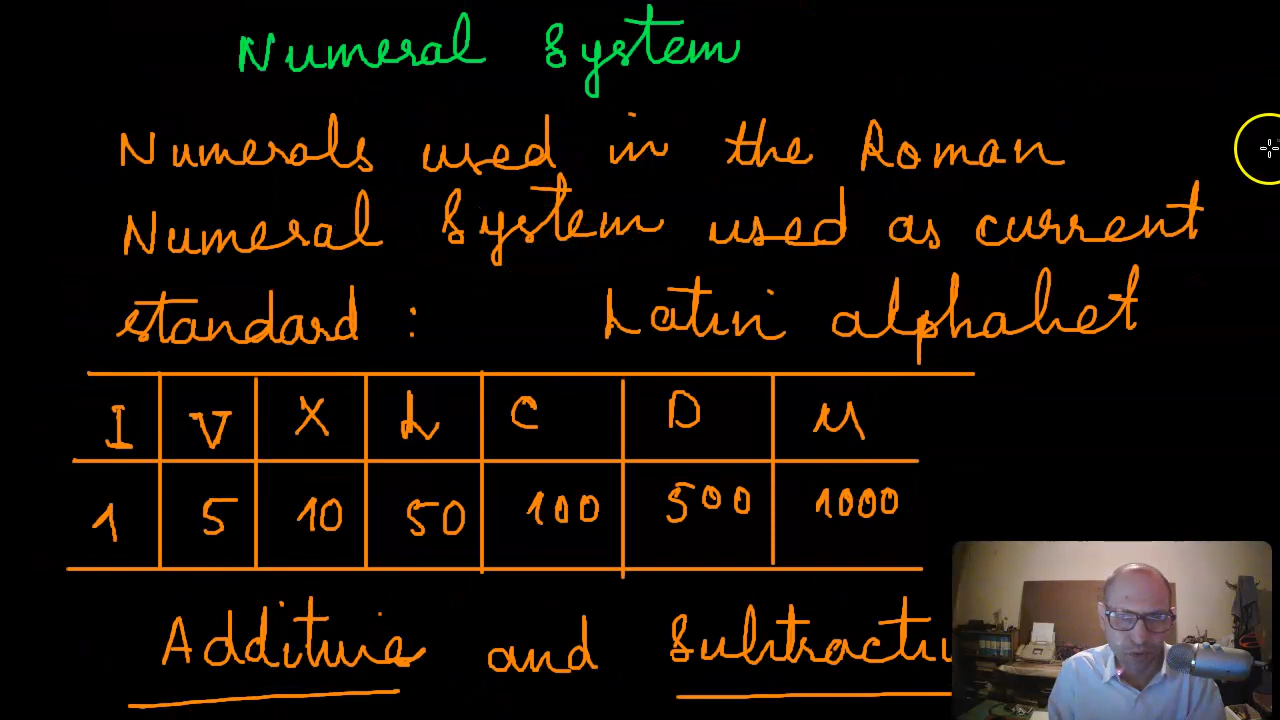 Numeral System
Numerals used in the Roman
Numeral System used as current
standard : Latin alphabet
I V X L C D M
1 5 10 50 100 500 1000
Additive and Subtractiv